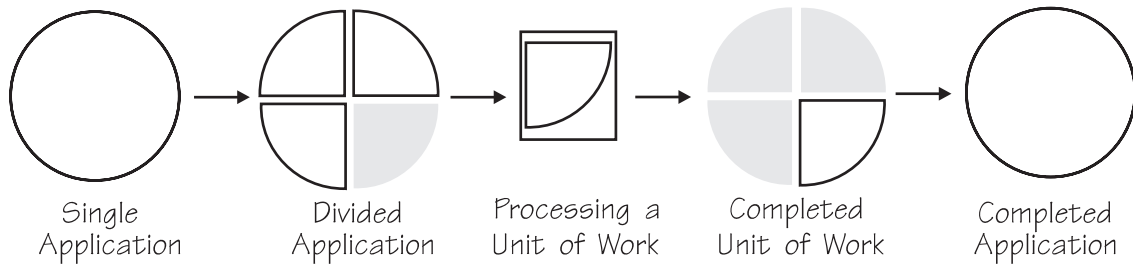 Single
Application
Divided
Application
Processing a
Unit of Work
Completed
Unit of Work
Completed
Application